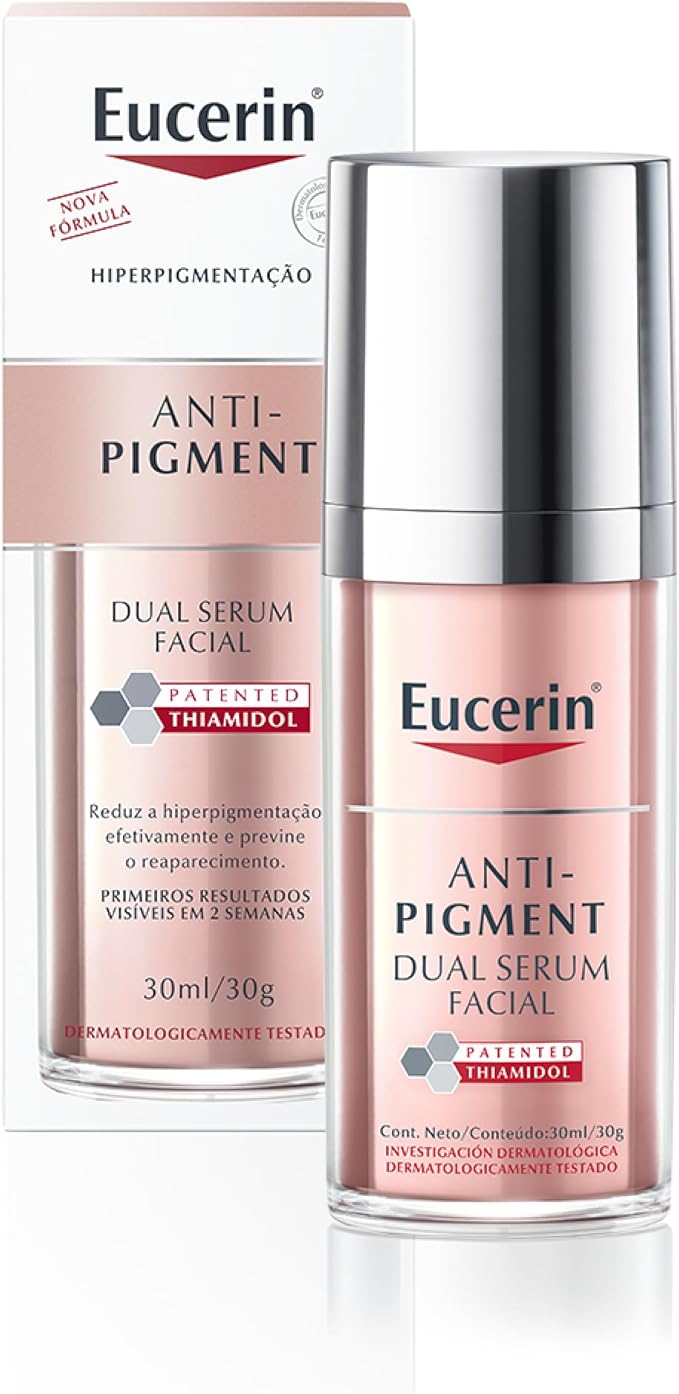 Eucerin®
NOVA
FÓRMULA
HIPERPIGMENTAÇÃO
ANTI-
PIGMENT
DUAL SERUM
FACIAL
PATENTED
THIAMIDOL
Reduz a hiperpigmentação
efetivamente e previne
o reaparecimento.
PRIMEIROS RESULTADOS
VISÍVEIS EM 2 SEMANAS
30ml/30g
DERMATOLOGICAMENTE TESTAD
Eucerin®
ANTI-
PIGMENT
DUAL SERUM
FACIAL
PATENTED
THIAMIDOL
Cont. Neto/Conteúdo:30ml/30g
INVESTIGACIÓN DERMATOLÓGICA
DERMATOLOGICAMENTE TESTADO